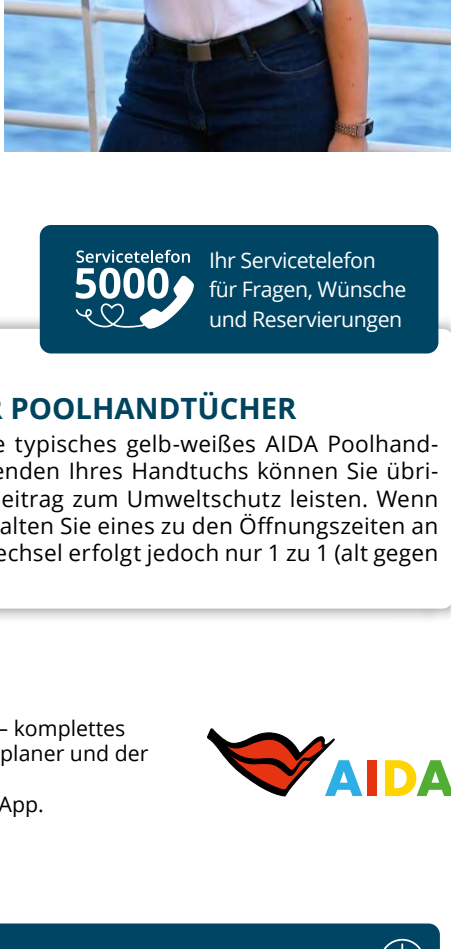 Servicetelefon
5000
Ihr Servicetelefon
für Fragen, Wünsche
und Reservierungen
POOLHANDTÜCHER
typisches gelb-weißes AIDA Poolhand-
enden Ihres Handtuchs können Sie übri-
eitrag zum Umweltschutz leisten. Wenn
alten Sie eines zu den Öffnungszeiten an
echsel erfolgt jedoch nur 1 zu 1 (alt gegen
– komplettes
planer und der
App.
AIDA